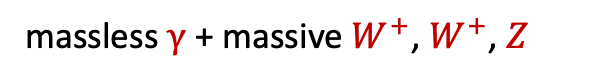 massless γ + massive W⁺, W⁺, Z